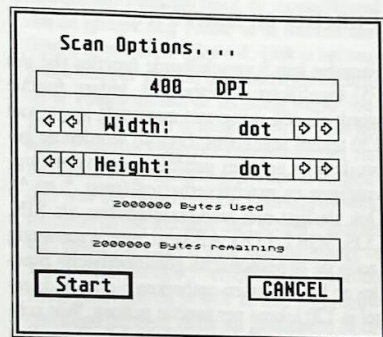 Scan Options....
400 DPI
Width: dot
Height: dot
2000000 Bytes Used
2000000 Bytes remaining
Start CANCEL